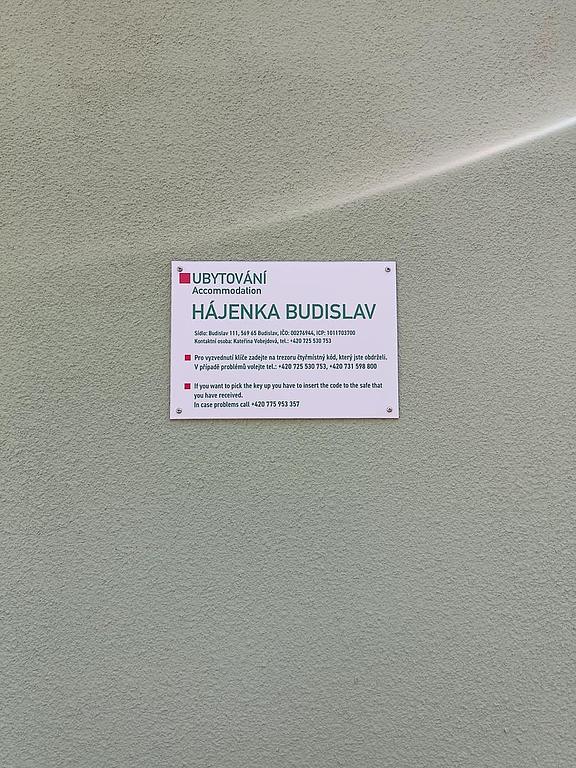 UBYTOVÁNÍ
Accommodation
HÁJENKA BUDISLAV
Sídlo: Budislav 111, 569 65 Budislav, IČO: 00276944, ICP: 1011703700
Kontaktní osoba: Kateřina Vobejdová, tel.: +420 725 530 753
Pro vyzvednutí klíče zadejte na trezoru čtyřmístný kód, který jste obdrželi.
V případě problémů volejte tel.: +420 725 530 753, +420 731 598 800
If you want to pick the key up you have to insert the code to the safe that
you have received.
In case problems call +420 775 953 357